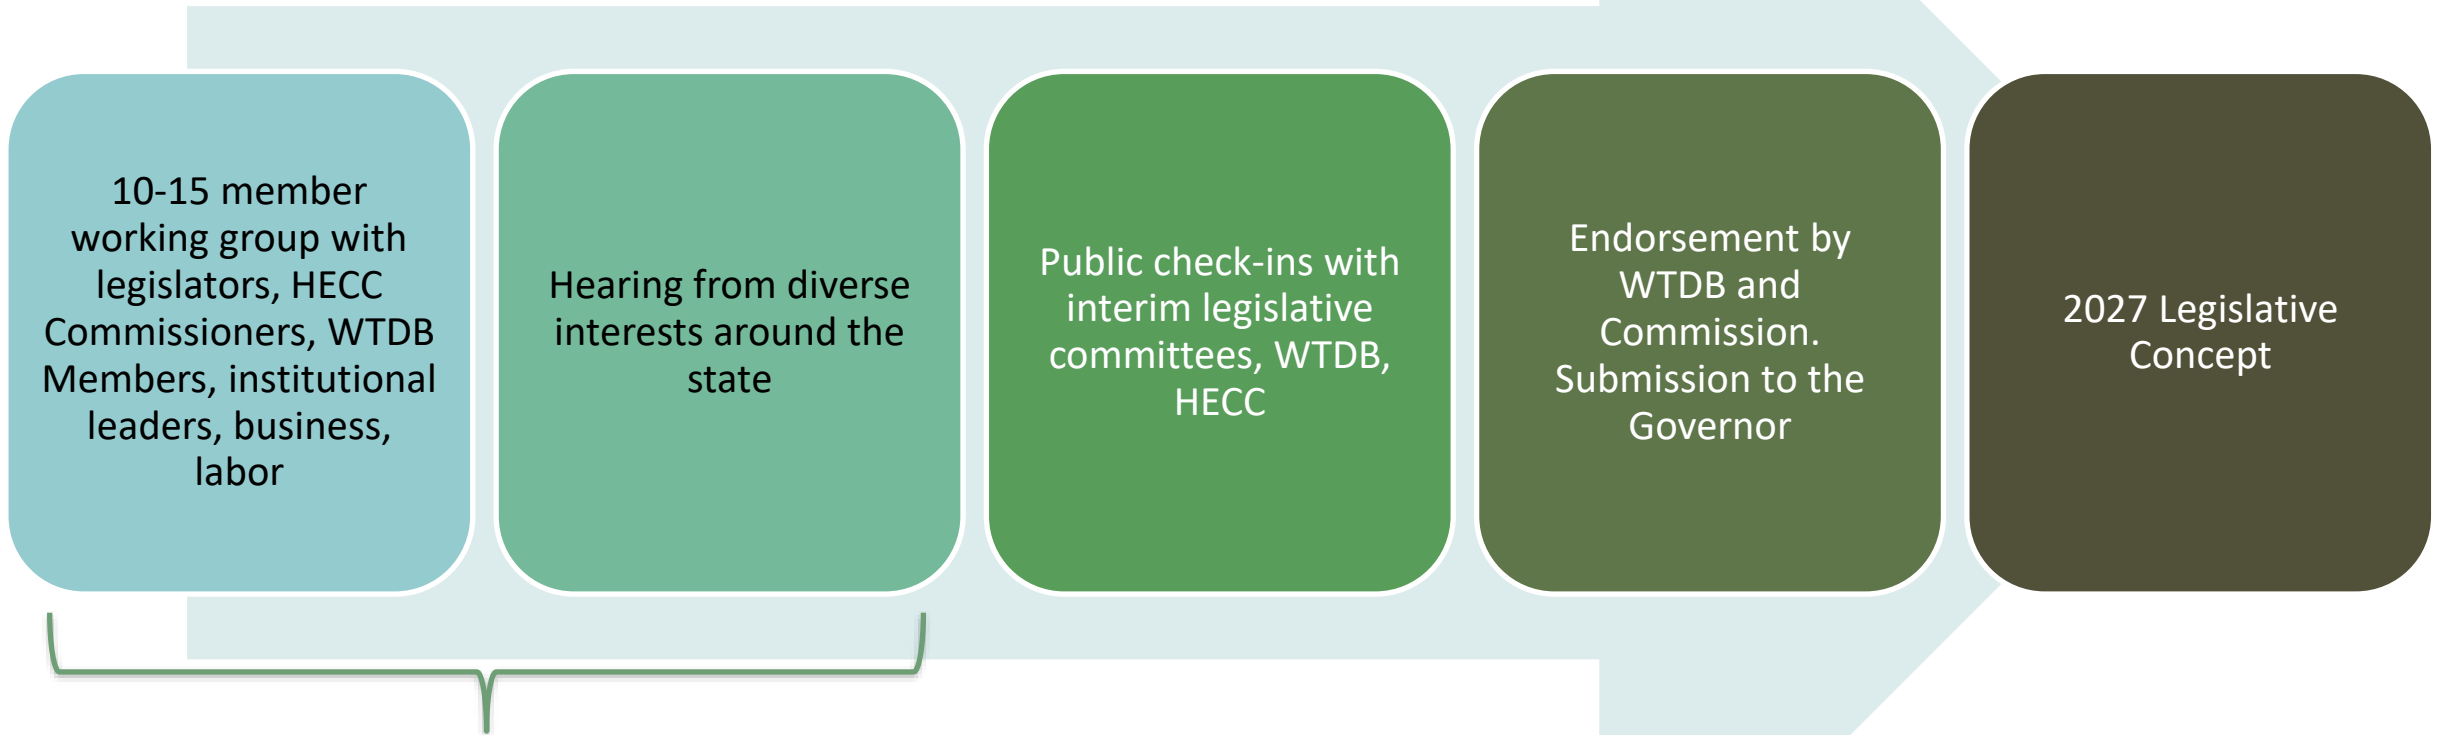 10-15 member
working group with
legislators, HECC
Commissioners, WTDB
Members, institutional
leaders, business,
labor
Hearing from diverse
interests around the
state
Public check-ins with
interim legislative
committees, WTDB,
HECC
Endorsement by
WTDB and
Commission.
Submission to the
Governor
2027 Legislative
Concept